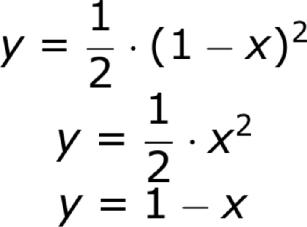 y = 1/2 · (1 − x)²
y = 1/2 · x²
y = 1 − x